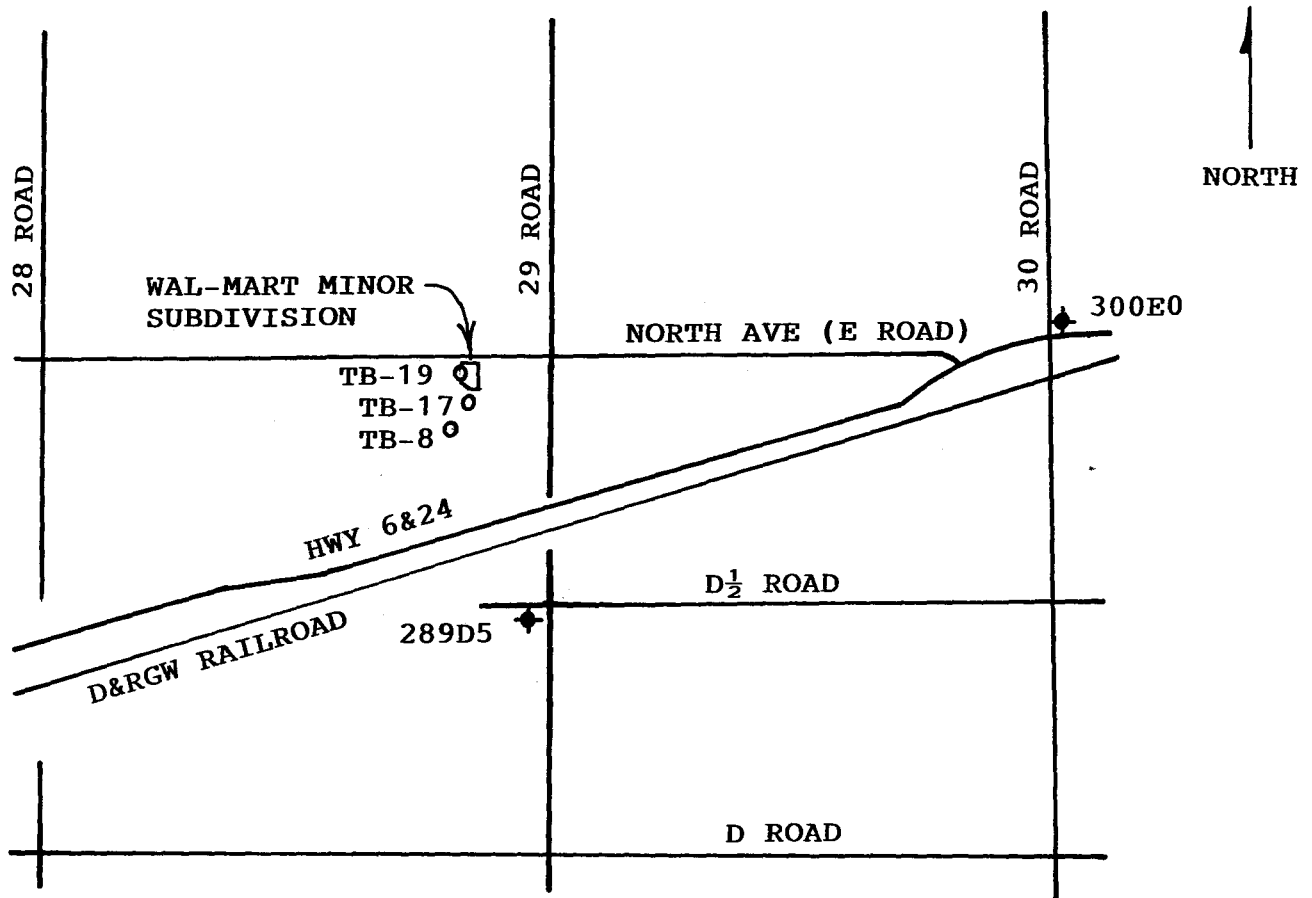 NORTH
28 ROAD
29 ROAD
30 ROAD
WAL-MART MINOR
SUBDIVISION
NORTH AVE (E ROAD)
300E0
TB-19
TB-17
TB-8
HWY 6&24
D&RGW RAILROAD
289D5
D½ ROAD
D ROAD